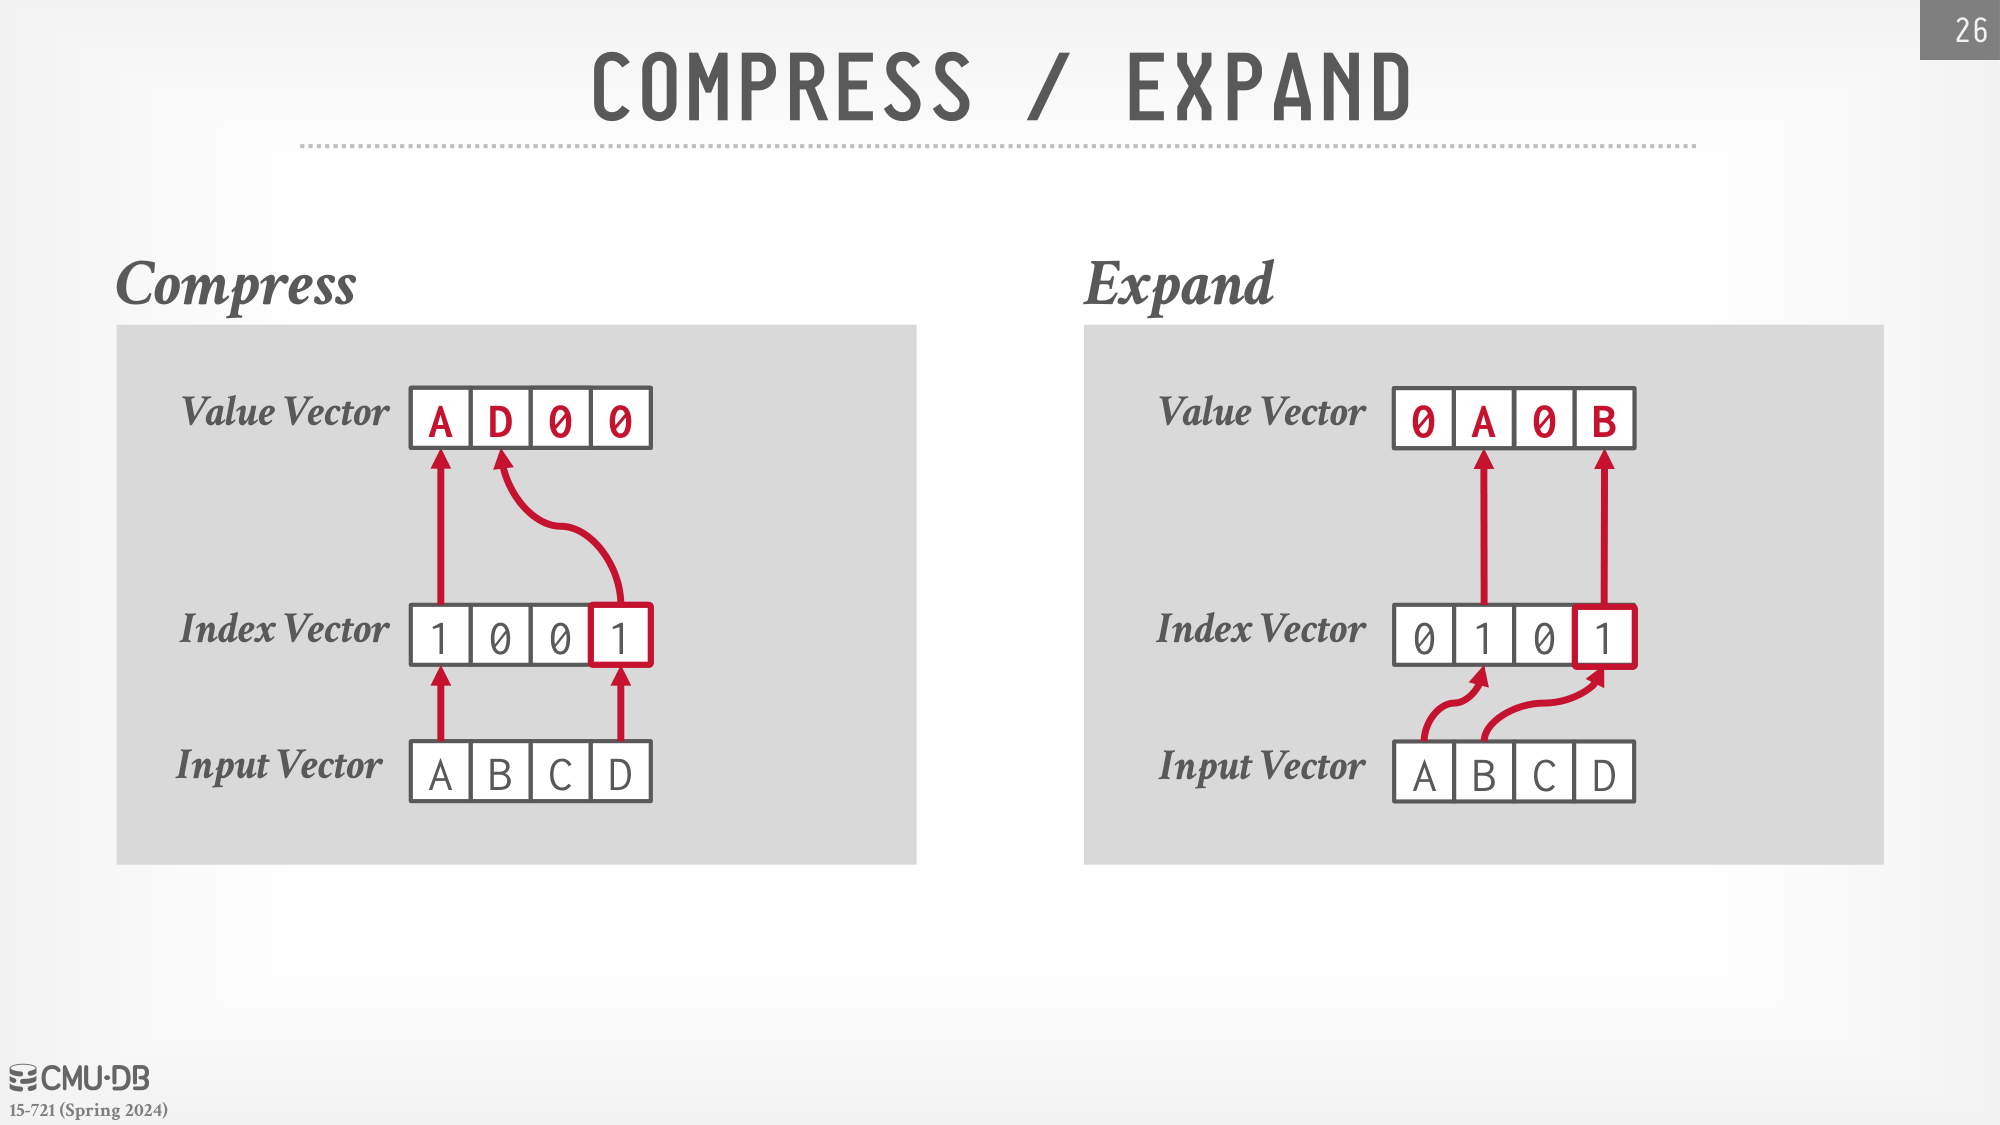 26
COMPRESS / EXPAND
Compress
Value Vector A D 0 0
Index Vector 1 0 0 1
Input Vector A B C D
Expand
Value Vector 0 A 0 B
Index Vector 0 1 0 1
Input Vector A B C D
CMU·DB
15-721 (Spring 2024)